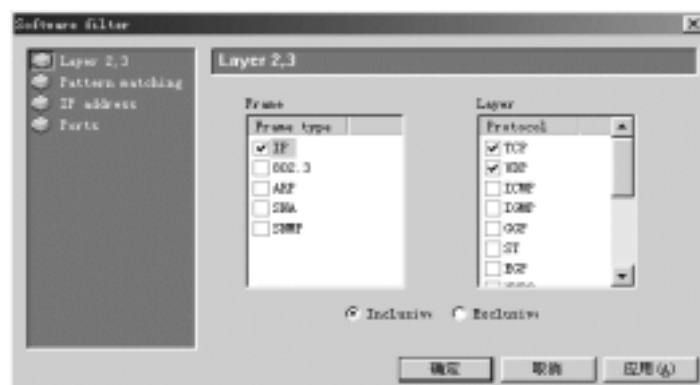 Software filter
Layer 2,3
Pattern matching
IP address
Ports
Layer 2,3
Frame
Frame type
IP
802.3
ARP
SNA
SNMP
Layer
Protocol
TCP
UDP
ICMP
IGMP
GGP
ST
EGP
Inclusive
Exclusive
确定
取消
应用(A)